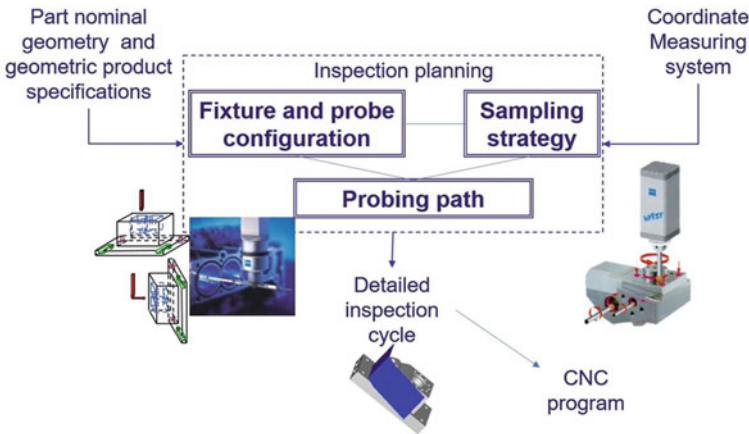 Part nominal
geometry and
geometric product
specifications
Coordinate
Measuring
system
Inspection planning
Fixture and probe
configuration
Sampling
strategy
Probing path
Detailed
inspection
cycle
CNC
program